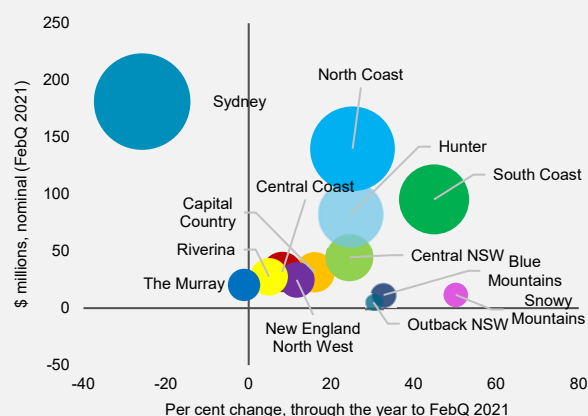 $ millions, nominal (FebQ 2021)
250
200
150
100
50
0
-50
Sydney
North Coast
Hunter
South Coast
Central Coast
Capital
Country
Riverina
The Murray
Central NSW
Blue
Mountains
Snowy
Mountains
Outback NSW
New England
North West
-40
-20
0
20
40
60
80
Per cent change, through the year to FebQ 2021